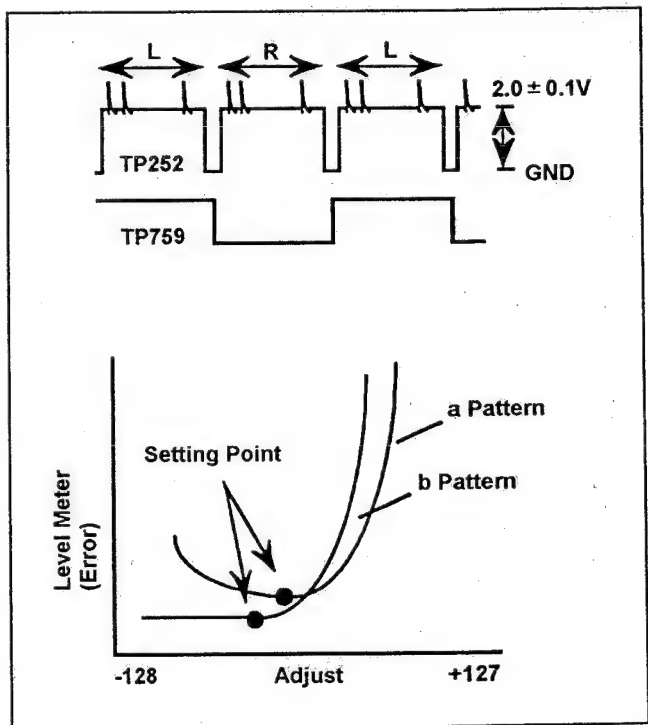 L R L
2.0 ± 0.1V
TP252
GND
TP759
a Pattern
Setting Point
b Pattern
Level Meter
(Error)
-128 Adjust +127